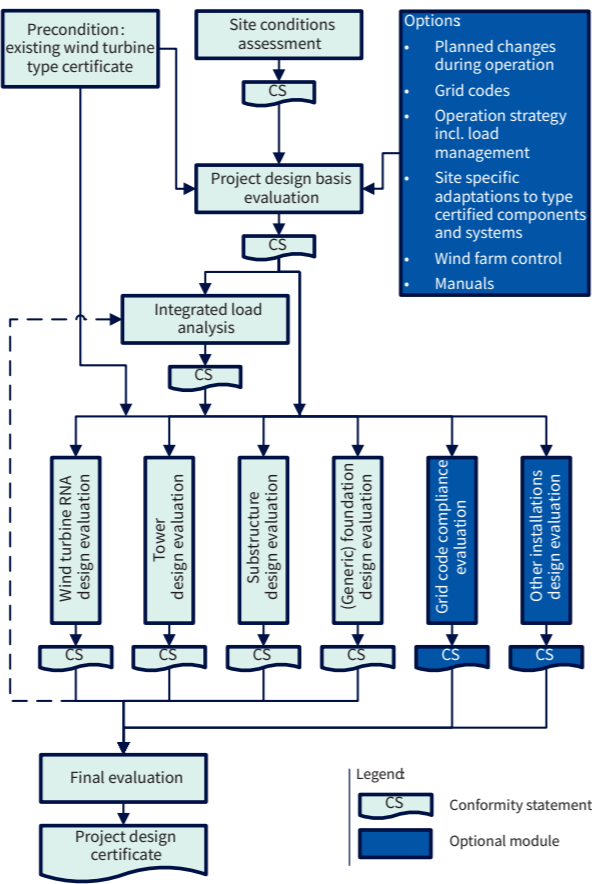 Precondition:
existing wind turbine
type certificate
Site conditions
assessment
CS
Options:
• Planned changes
during operation
• Grid codes
• Operation strategy
incl. load
management
• Site specific
adaptations to type
certified components
and systems
• Wind farm control
• Manuals
Project design basis
evaluation
CS
Integrated load
analysis
CS
Wind turbine RNA
design evaluation
Tower
design evaluation
Substructure
design evaluation
(Generic) foundation
design evaluation
Grid code compliance
evaluation
Other installations
design evaluation
CS
CS
CS
CS
CS
CS
Final evaluation
Project design
certificate
Legend:
CS
Conformity statement
Optional module